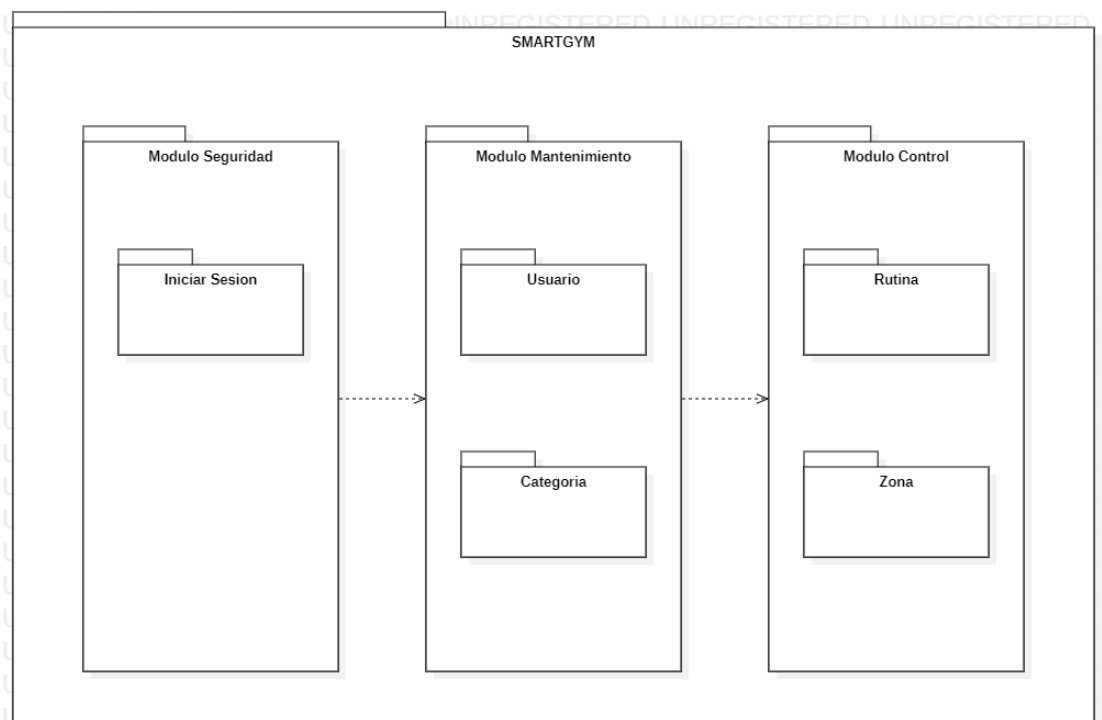 UNREGISTERED UNREGISTERED UNREGISTERED
SMARTGYM
Modulo Seguridad
Modulo Mantenimiento
Modulo Control
Iniciar Sesion
Usuario
Rutina
Categoria
Zona